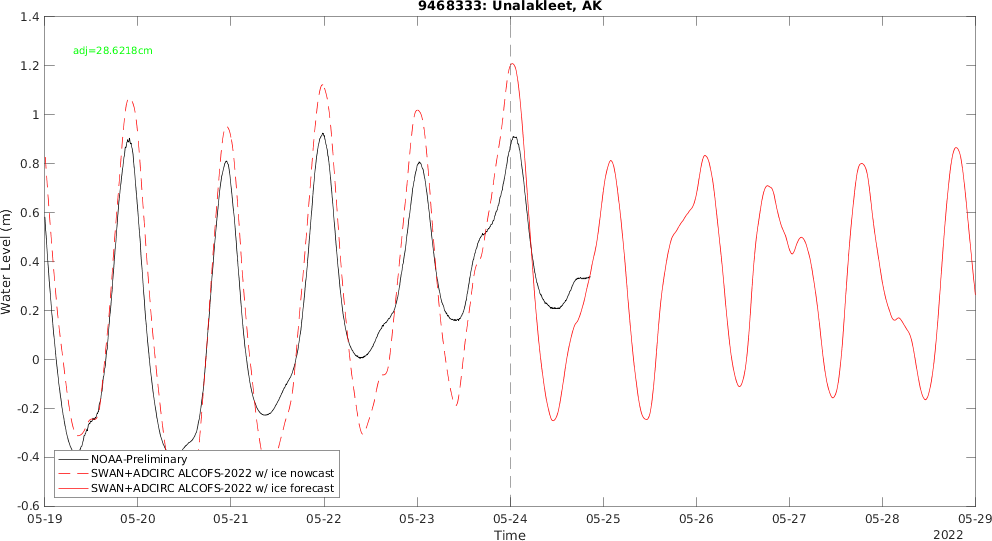 9468333: Unalakleet, AK
adj=28.6218cm
1.4
1.2
1
0.8
0.6
0.4
0.2
0
-0.2
-0.4
-0.6
Water Level (m)
NOAA-Preliminary
SWAN+ADCIRC ALCOFS-2022 w/ ice nowcast
SWAN+ADCIRC ALCOFS-2022 w/ ice forecast
05-19 05-20 05-21 05-22 05-23 05-24 05-25 05-26 05-27 05-28 05-29
Time
2022